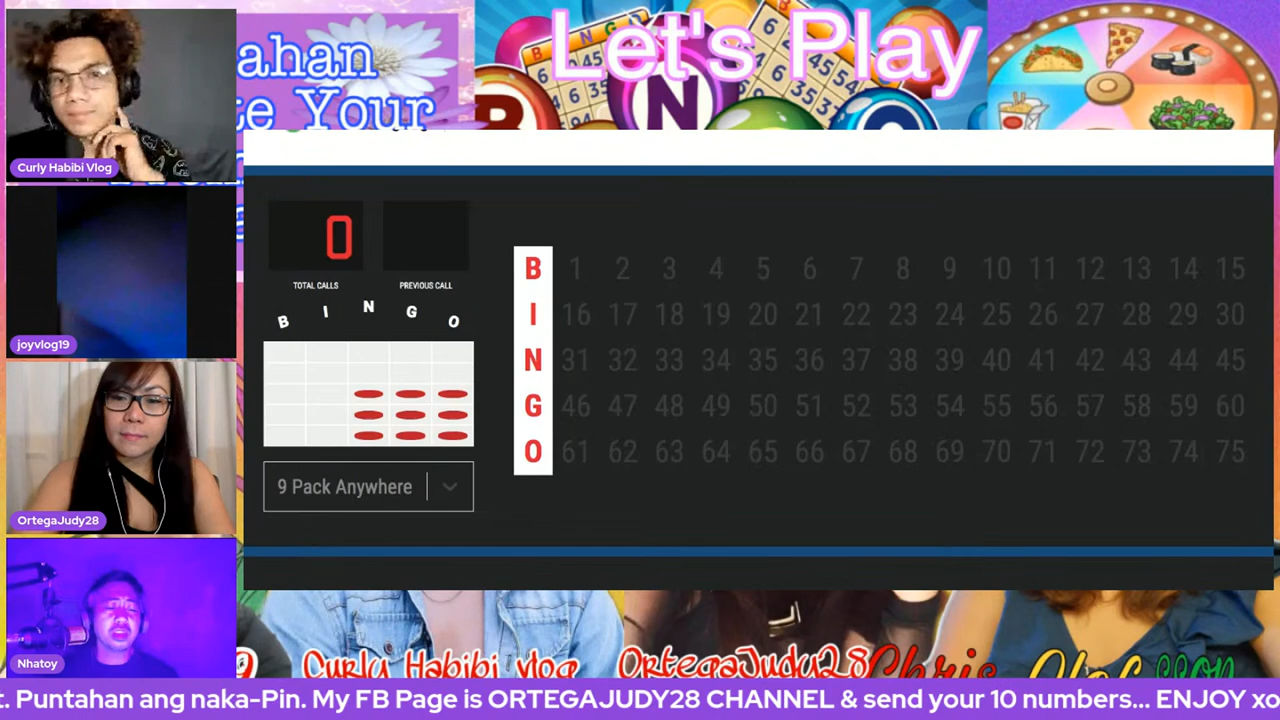 ahan
te Your
Let's Play
B I N G O
N
Curly Habibi Vlog
joyvlog19
OrtegaJudy28
Nhatoy
0
TOTAL CALLS
PREVIOUS CALL
B I N G O
9 Pack Anywhere
B 1 2 3 4 5 6 7 8 9 10 11 12 13 14 15
I 16 17 18 19 20 21 22 23 24 25 26 27 28 29 30
N 31 32 33 34 35 36 37 38 39 40 41 42 43 44 45
G 46 47 48 49 50 51 52 53 54 55 56 57 58 59 60
O 61 62 63 64 65 66 67 68 69 70 71 72 73 74 75
Curly Habibi vlog
OrtegaJudy28
Chris
t. Puntahan ang naka-Pin. My FB Page is ORTEGAJUDY28 CHANNEL & send your 10 numbers... ENJOY xo